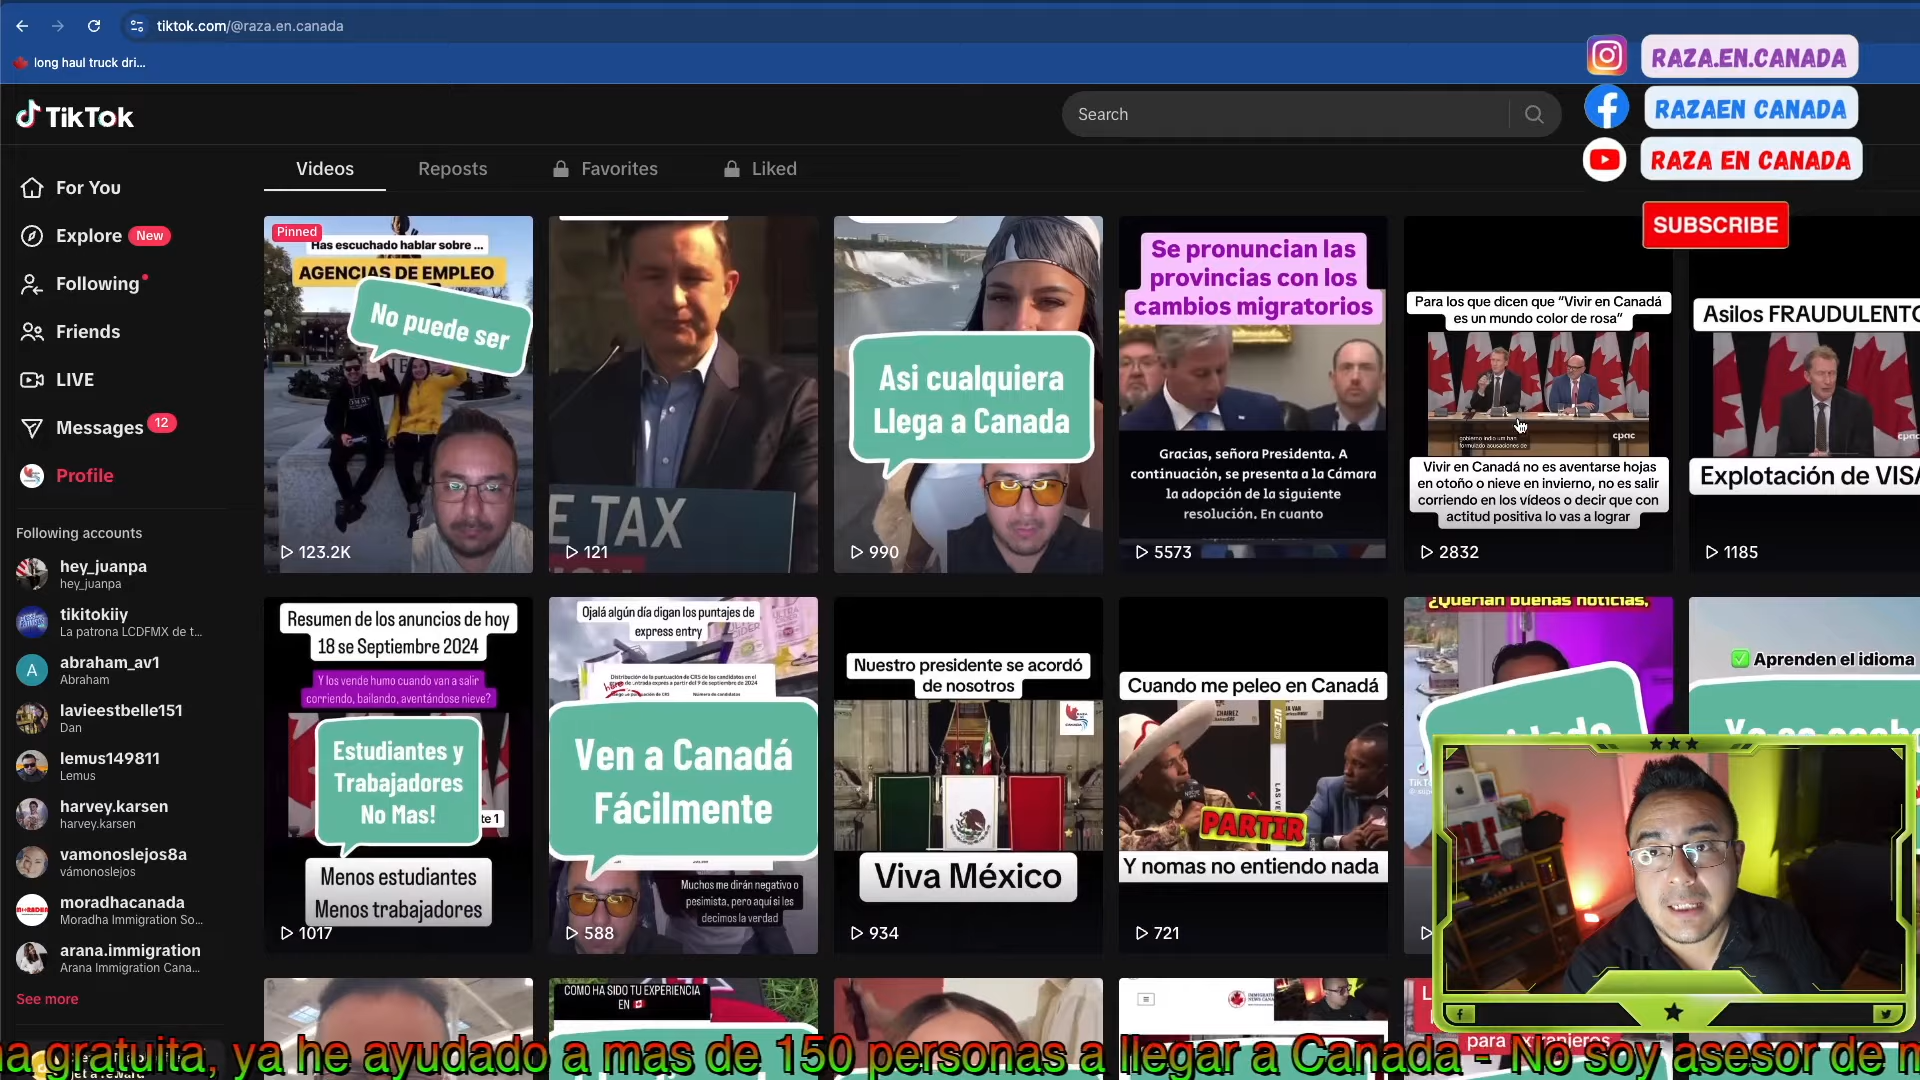 tiktok.com/@raza.en.canada
long haul truck dri...
RAZA.EN.CANADA
RAZAEN CANADA
RAZA EN CANADA
SUBSCRIBE
TikTok
Search
Videos
Reposts
Favorites
Liked
For You
Explore New
Following
Friends
LIVE
Messages 12
Profile
Following accounts
hey_juanpa
hey_juanpa
tikitokiiy
La patrona LCDFMX de t...
A
abraham_av1
Abraham
lavieestbelle151
Dan
lemus149811
Lemus
harvey.karsen
harvey.karsen
vamonoslejos8a
vámonoslejos
moradhacanada
Moradha Immigration So...
arana.immigration
Arana Immigration Cana...
See more
Pinned
Has escuchado hablar sobre ...
AGENCIAS DE EMPLEO
No puede ser
123.2K
E TAX
121
Asi cualquiera
Llega a Canada
990
Se pronuncian las
provincias con los
cambios migratorios
Gracias, señora Presidenta. A
continuación, se presenta a la Cámara
la adopción de la siguiente
resolución. En cuanto
5573
Para los que dicen que “Vivir en Canadá
es un mundo color de rosa”
cpac
Vivir en Canadá no es aventarse hojas
en otoño o nieve en invierno, no es salir
corriendo en los vídeos o decir que con
actitud positiva lo vas a lograr
2832
Asilos FRAUDULENTO
cpac
Explotación de VISA
1185
Resumen de los anuncios de hoy
18 se Septiembre 2024
Y los vende humo cuando van a salir
corriendo, bailando, aventándose nieve?
Estudiantes y
Trabajadores
No Mas!
te 1
Menos estudiantes
Menos trabajadores
1017
Ojalá algún día digan los puntajes de
express entry
Ven a Canadá
Fácilmente
Muchos me dirán negativo o
pesimista, pero aquí si les
decimos la verdad
588
Nuestro presidente se acordó
de nosotros
Viva México
934
Cuando me peleo en Canadá
PARTIR
Y nomas no entiendo nada
721
¿Querían buenas noticias,
Aprenden el idioma
COMO HA SIDO TU EXPERIENCIA
EN
para extranjeros
na gratuita, ya he ayudado a mas de 150 personas a llegar a Canada - No soy asesor de m